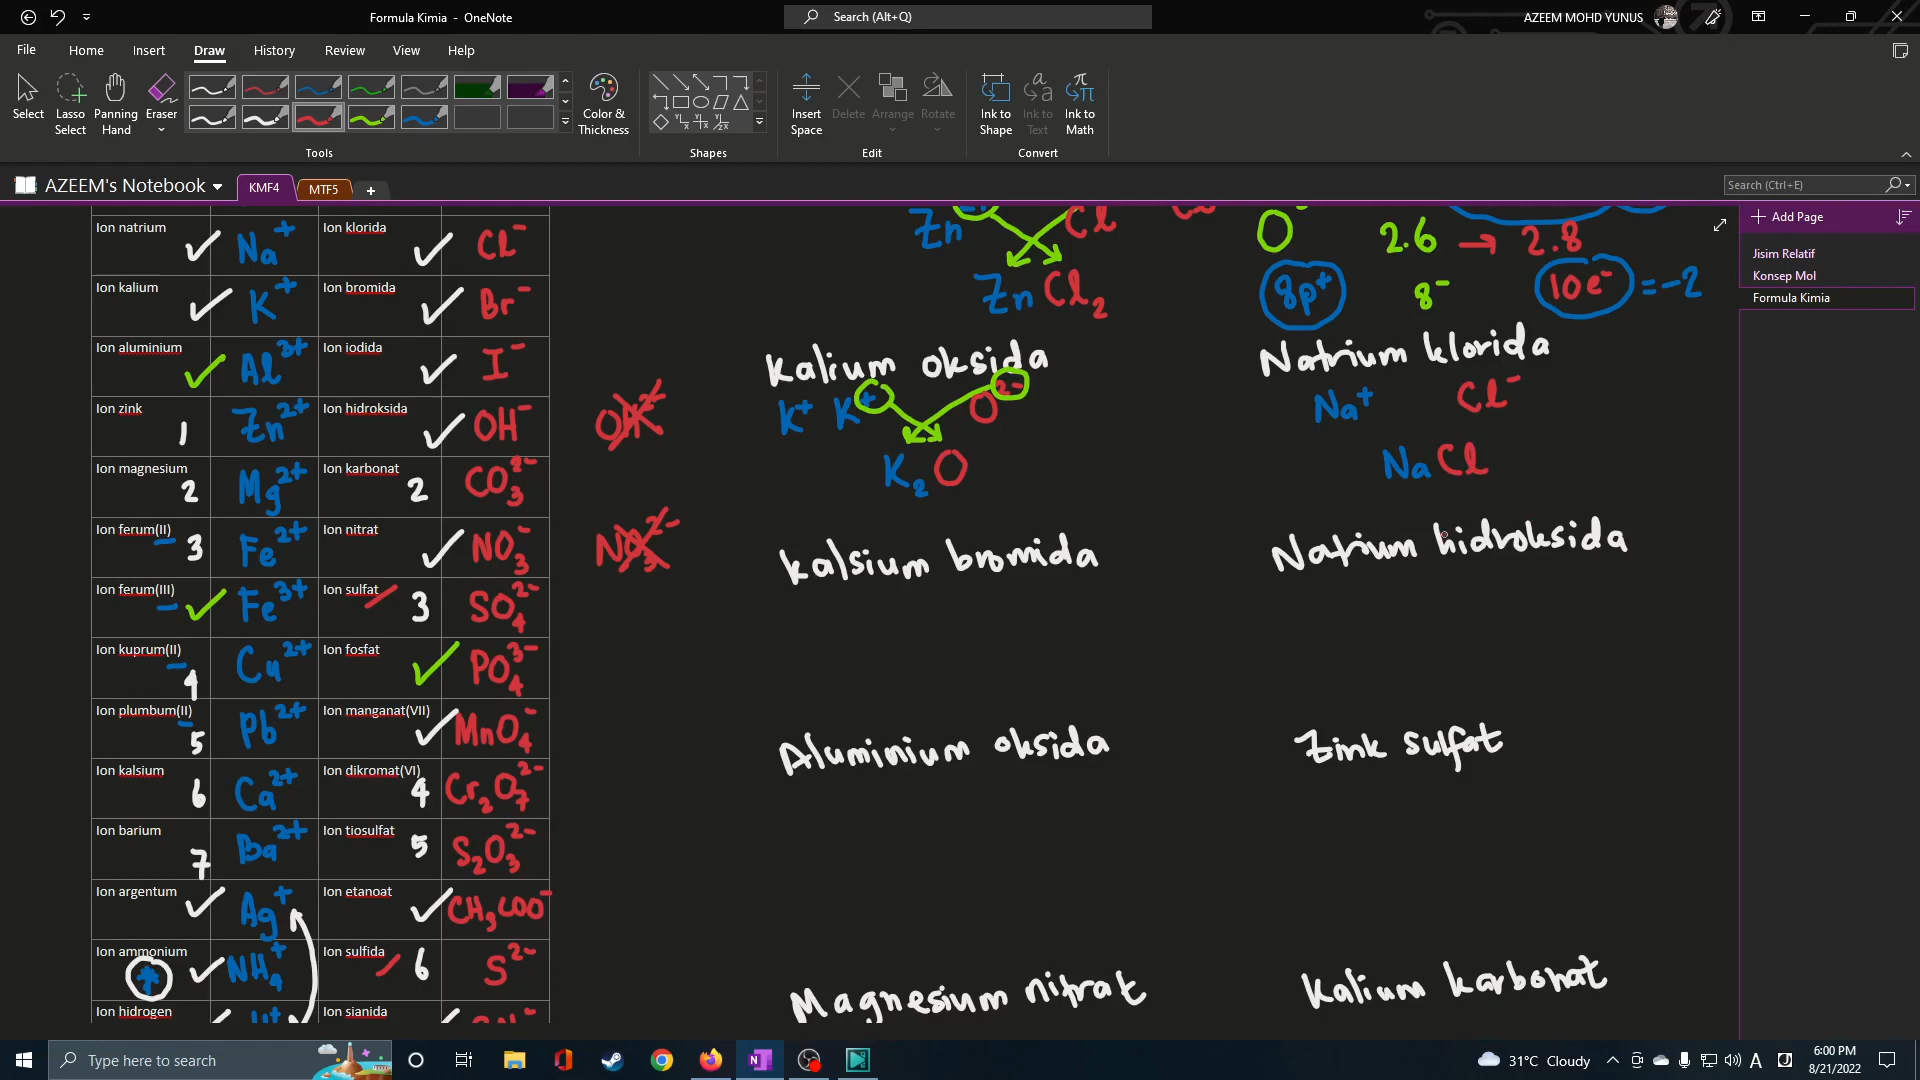 Formula Kimia - OneNote
Search (Alt+Q)
AZEEM MOHD YUNUS
File Home Insert Draw History Review View Help
Select
Lasso Select
Panning Hand
Eraser
Color & Thickness
Insert Space
Delete
Arrange
Rotate
Ink to Shape
Ink to Text
Ink to Math
Tools
Shapes
Edit
Convert
AZEEM's Notebook
KMF4
MTF5
Search (Ctrl+E)
Add Page
Jisim Relatif
Konsep Mol
Formula Kimia
Ion natrium Na⁺ Ion klorida Cl⁻
Ion kalium K⁺ Ion bromida Br⁻
Ion aluminium Al³⁺ Ion iodida I⁻
Ion zink 1 Zn²⁺ Ion hidroksida OH⁻
Ion magnesium 2 Mg²⁺ Ion karbonat 2 CO₃²⁻
Ion ferum(II) 3 Fe²⁺ Ion nitrat NO₃⁻
Ion ferum(III) Fe³⁺ Ion sulfat 3 SO₄²⁻
Ion kuprum(II) 4 Cu²⁺ Ion fosfat PO₄³⁻
Ion plumbum(II) 5 Pb²⁺ Ion manganat(VII) MnO₄⁻
Ion kalsium 6 Ca²⁺ Ion dikromat(VI) 4 Cr₂O₇²⁻
Ion barium 7 Ba²⁺ Ion tiosulfat 5 S₂O₃²⁻
Ion argentum Ag⁺ Ion etanoat CH₃COO⁻
Ion ammonium NH₄⁺ Ion sulfida 6 S²⁻
Ion hidrogen Ion sianida
OH²⁻
NO₃²⁻
Zn Cl
ZnCl₂
O 2.6 → 2.8
8p⁺ 8⁻ 10e⁻ = -2
Kalium oksida
K⁺ K⁺ O²⁻
K₂O
Natrium klorida
Na⁺ Cl⁻
NaCl
Kalsium bromida
Natrium hidroksida
Aluminium oksida
Zink sulfat
Magnesium nitrat
Kalium karbonat
Type here to search
31°C Cloudy
A
6:00 PM
8/21/2022